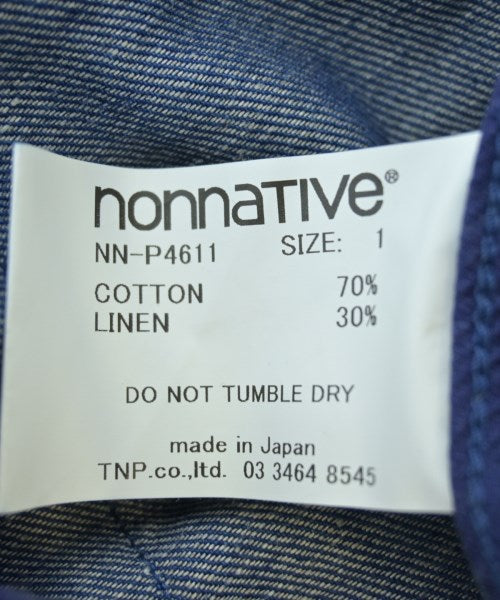 nonnaTIVe®
NN-P4611 SIZE: 1
COTTON 70%
LINEN 30%
DO NOT TUMBLE DRY
made in Japan
TNP.co.,ltd. 03 3464 8545